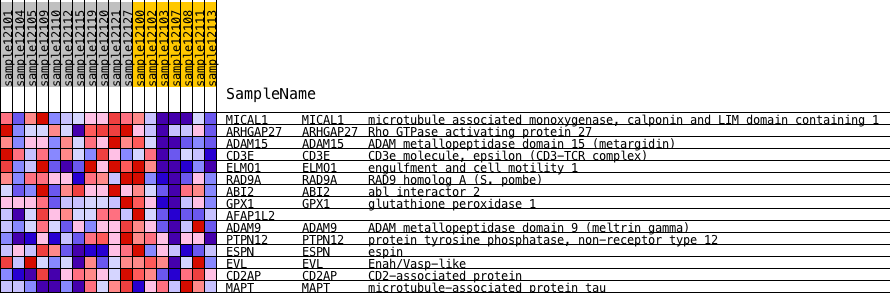 sample12101
sample12104
sample12105
sample12109
sample12110
sample12112
sample12115
sample12119
sample12120
sample12121
sample12127
sample12100
sample12102
sample12103
sample12107
sample12108
sample12111
sample12113
SampleName
MICAL1 MICAL1 microtubule associated monoxygenase, calponin and LIM domain containing 1
ARHGAP27 ARHGAP27 Rho GTPase activating protein 27
ADAM15 ADAM15 ADAM metallopeptidase domain 15 (metargidin)
CD3E CD3E CD3e molecule, epsilon (CD3-TCR complex)
ELMO1 ELMO1 engulfment and cell motility 1
RAD9A RAD9A RAD9 homolog A (S. pombe)
ABI2 ABI2 abl interactor 2
GPX1 GPX1 glutathione peroxidase 1
AFAP1L2
ADAM9 ADAM9 ADAM metallopeptidase domain 9 (meltrin gamma)
PTPN12 PTPN12 protein tyrosine phosphatase, non-receptor type 12
ESPN ESPN espin
EVL EVL Enah/Vasp-like
CD2AP CD2AP CD2-associated protein
MAPT MAPT microtubule-associated protein tau